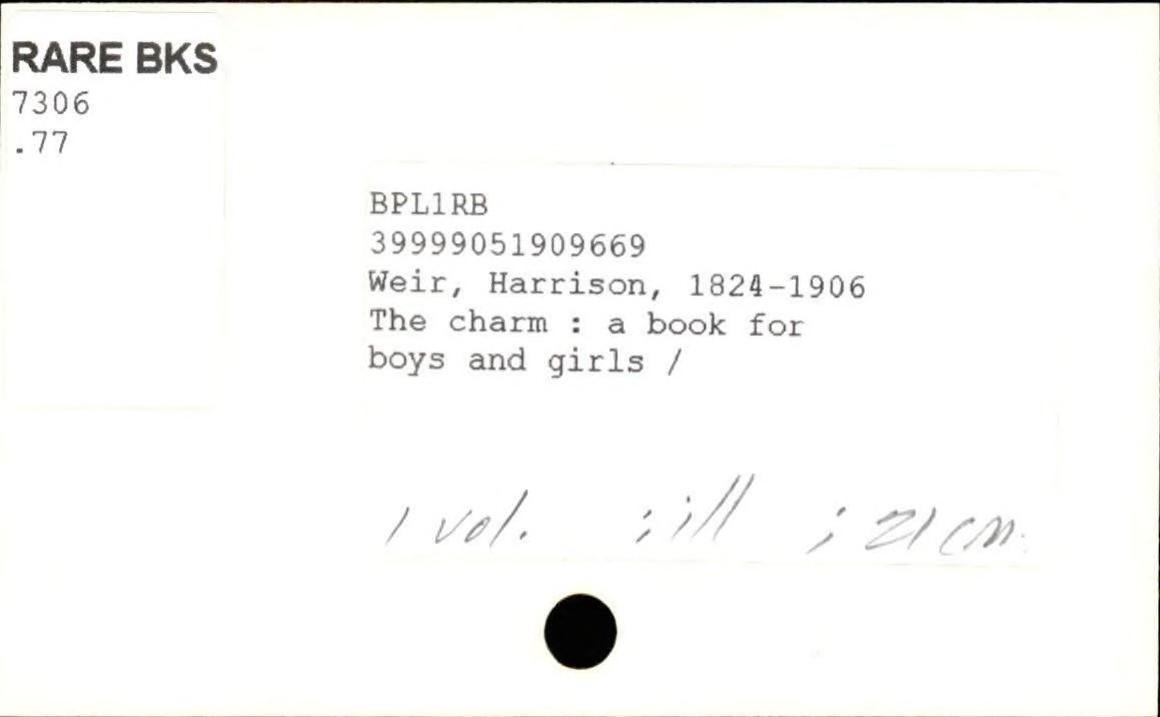 RARE BKS
7306
.77
BPL1RB
39999051909669
Weir, Harrison, 1824-1906
The charm : a book for
boys and girls /
1 vol. ; ill ; 21 cm.